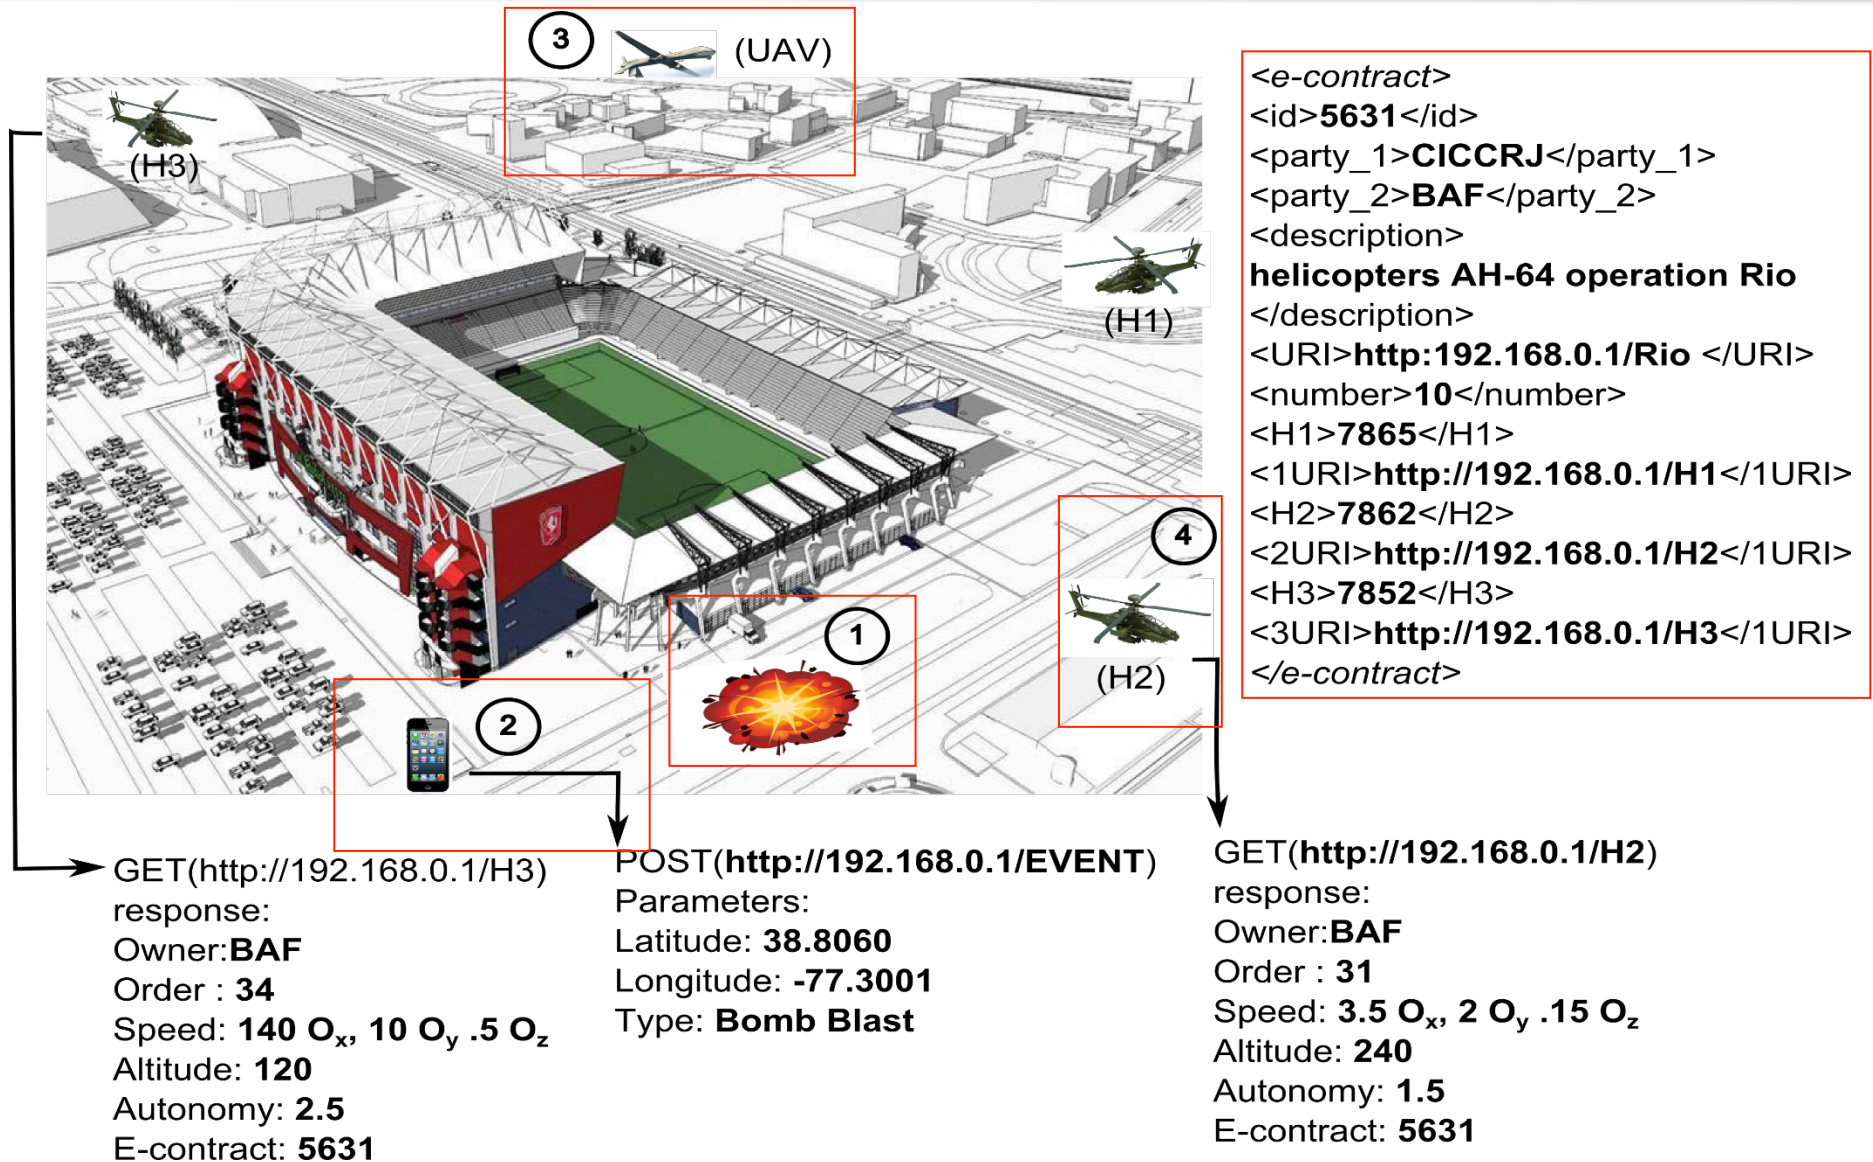 3
(UAV)
(H3)
(H1)
4
(H2)
1
2
<e-contract>
<id>5631</id>
<party_1>CICCRJ</party_1>
<party_2>BAF</party_2>
<description>
helicopters AH-64 operation Rio
</description>
<URI>http:192.168.0.1/Rio </URI>
<number>10</number>
<H1>7865</H1>
<1URI>http://192.168.0.1/H1</1URI>
<H2>7862</H2>
<2URI>http://192.168.0.1/H2</1URI>
<H3>7852</H3>
<3URI>http://192.168.0.1/H3</1URI>
</e-contract>
GET(http://192.168.0.1/H3)
response:
Owner:BAF
Order : 34
Speed: 140 Ox, 10 Oy .5 Oz
Altitude: 120
Autonomy: 2.5
E-contract: 5631
POST(http://192.168.0.1/EVENT)
Parameters:
Latitude: 38.8060
Longitude: -77.3001
Type: Bomb Blast
GET(http://192.168.0.1/H2)
response:
Owner:BAF
Order : 31
Speed: 3.5 Ox, 2 Oy .15 Oz
Altitude: 240
Autonomy: 1.5
E-contract: 5631